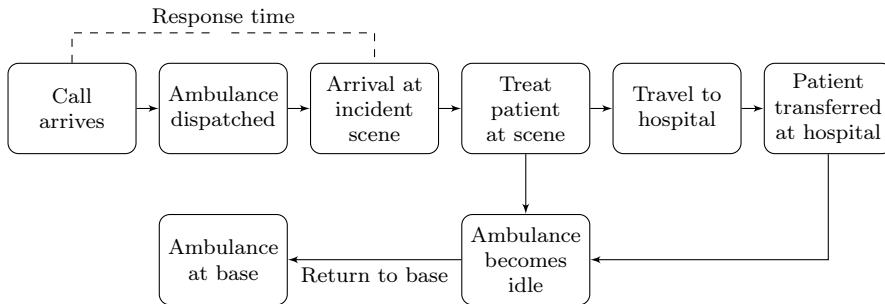 Response time
Call
arrives
Ambulance
dispatched
Arrival at
incident
scene
Treat
patient
at scene
Travel to
hospital
Patient
transferred
at hospital
Ambulance
at base
Return to base
Ambulance
becomes
idle